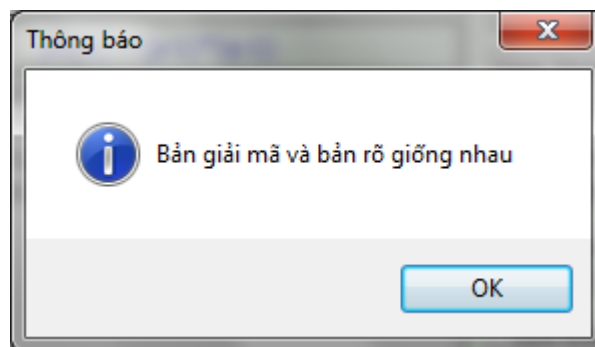 Thông báo
Bản giải mã và bản rõ giống nhau
OK